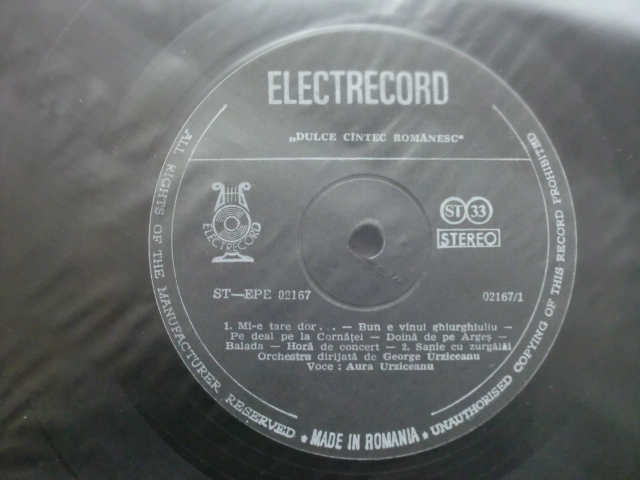 ELECTRECORD
„DULCE CÎNTEC ROMÂNESC"
ELECTRECORD
ST 33
STEREO
ST—EPE 02167
02167/1
1. Mi-e tare dor . . . — Bun e vinul ghiurghiuliu —
Pe deal pe la Cornăței — Doină de pe Argeș —
Balada — Horă de concert — 2. Sanie cu zurgălăi
Orchestra dirijată de George Urziceanu
Voce : Aura Urziceanu
ALL RIGHTS OF THE MANUFACTURER RESERVED ★ MADE IN ROMANIA ★ UNAUTHORISED COPYING OF THIS RECORD PROHIBITED